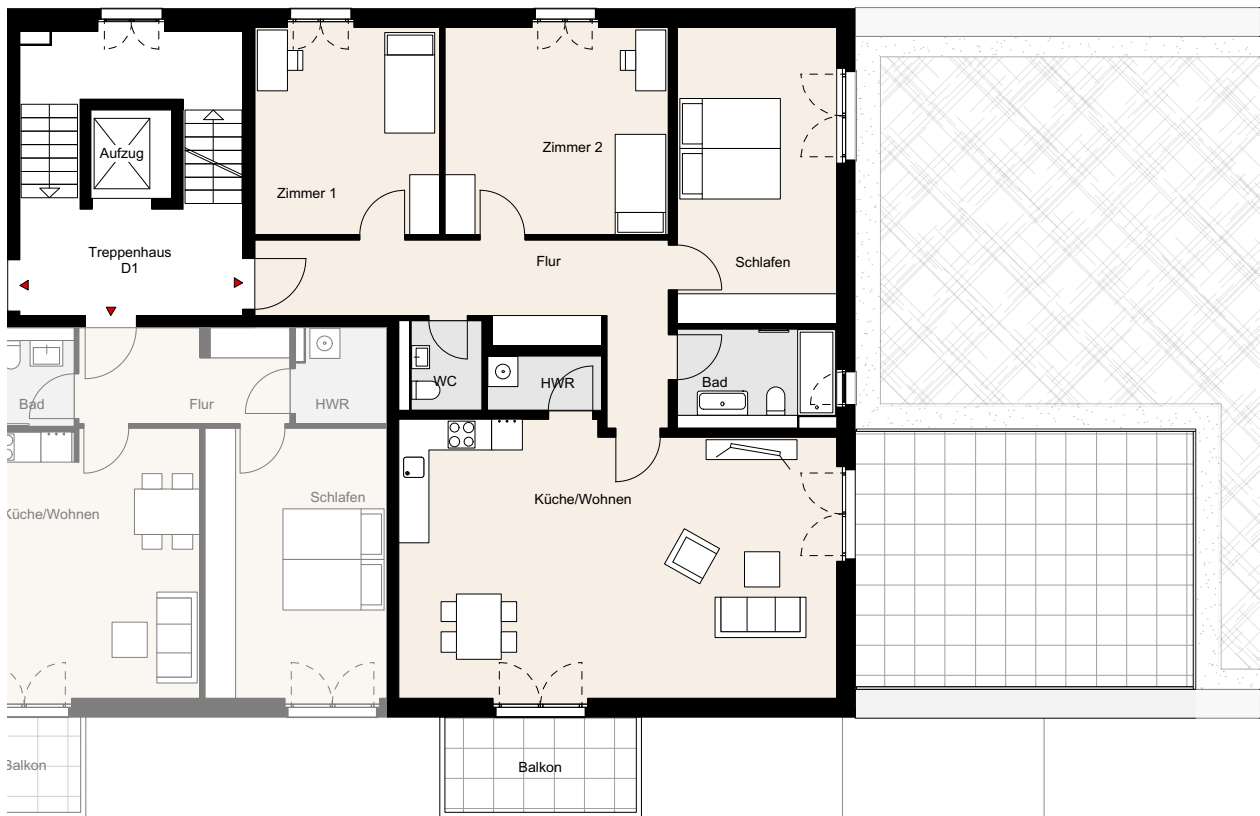 Aufzug
Zimmer 2
Zimmer 1
Treppenhaus
D1
Flur
Schlafen
WC
HWR
Bad
Bad
Flur
HWR
Küche/Wohnen
Schlafen
Küche/Wohnen
Balkon
Balkon